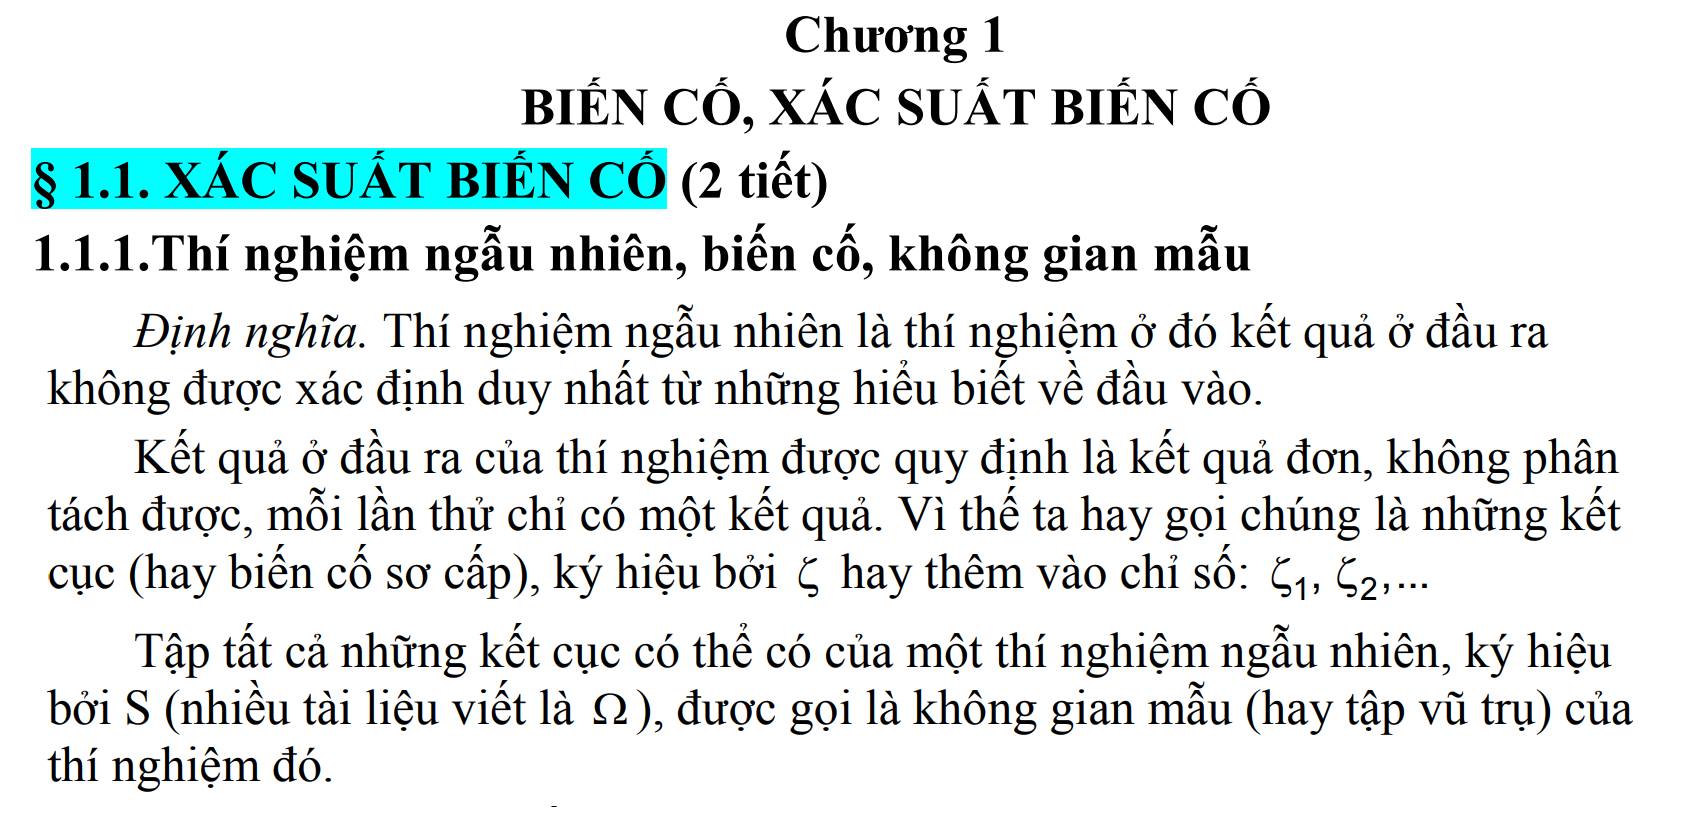 Chương 1
BIẾN CỐ, XÁC SUẤT BIẾN CỐ
§ 1.1. XÁC SUẤT BIẾN CỐ (2 tiết)
1.1.1.Thí nghiệm ngẫu nhiên, biến cố, không gian mẫu
Định nghĩa. Thí nghiệm ngẫu nhiên là thí nghiệm ở đó kết quả ở đầu ra
không được xác định duy nhất từ những hiểu biết về đầu vào.
Kết quả ở đầu ra của thí nghiệm được quy định là kết quả đơn, không phân
tách được, mỗi lần thử chỉ có một kết quả. Vì thế ta hay gọi chúng là những kết
cục (hay biến cố sơ cấp), ký hiệu bởi ζ hay thêm vào chỉ số: ζ₁, ζ₂,...
Tập tất cả những kết cục có thể có của một thí nghiệm ngẫu nhiên, ký hiệu
bởi S (nhiều tài liệu viết là Ω), được gọi là không gian mẫu (hay tập vũ trụ) của
thí nghiệm đó.